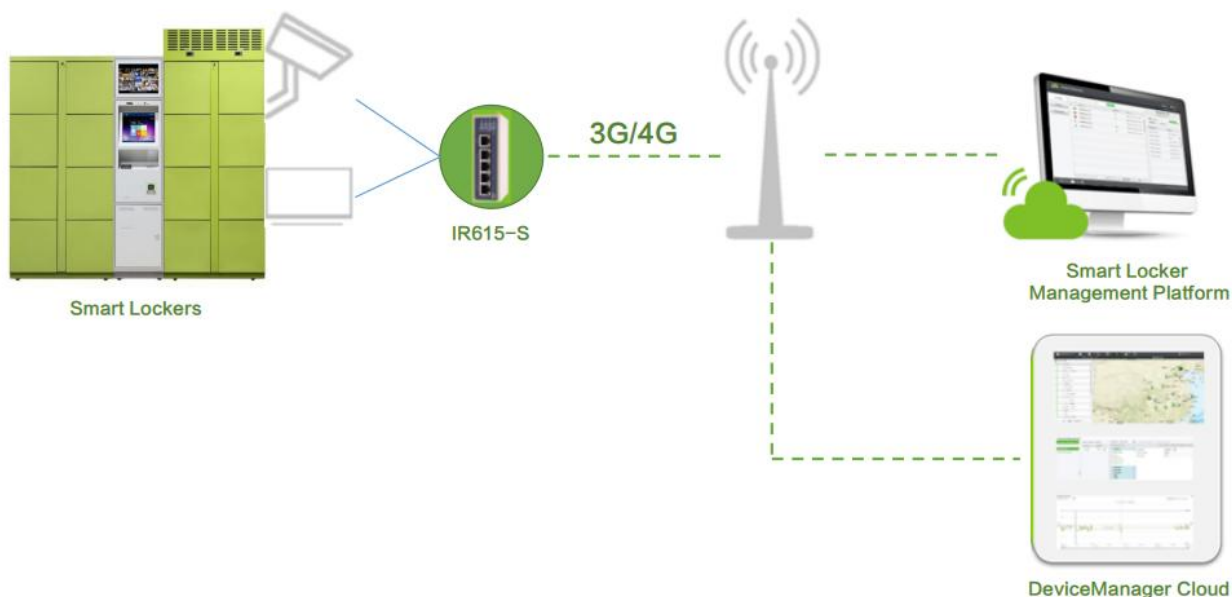 3G/4G
IR615-S
Smart Lockers
Smart Locker
Management Platform
DeviceManager Cloud